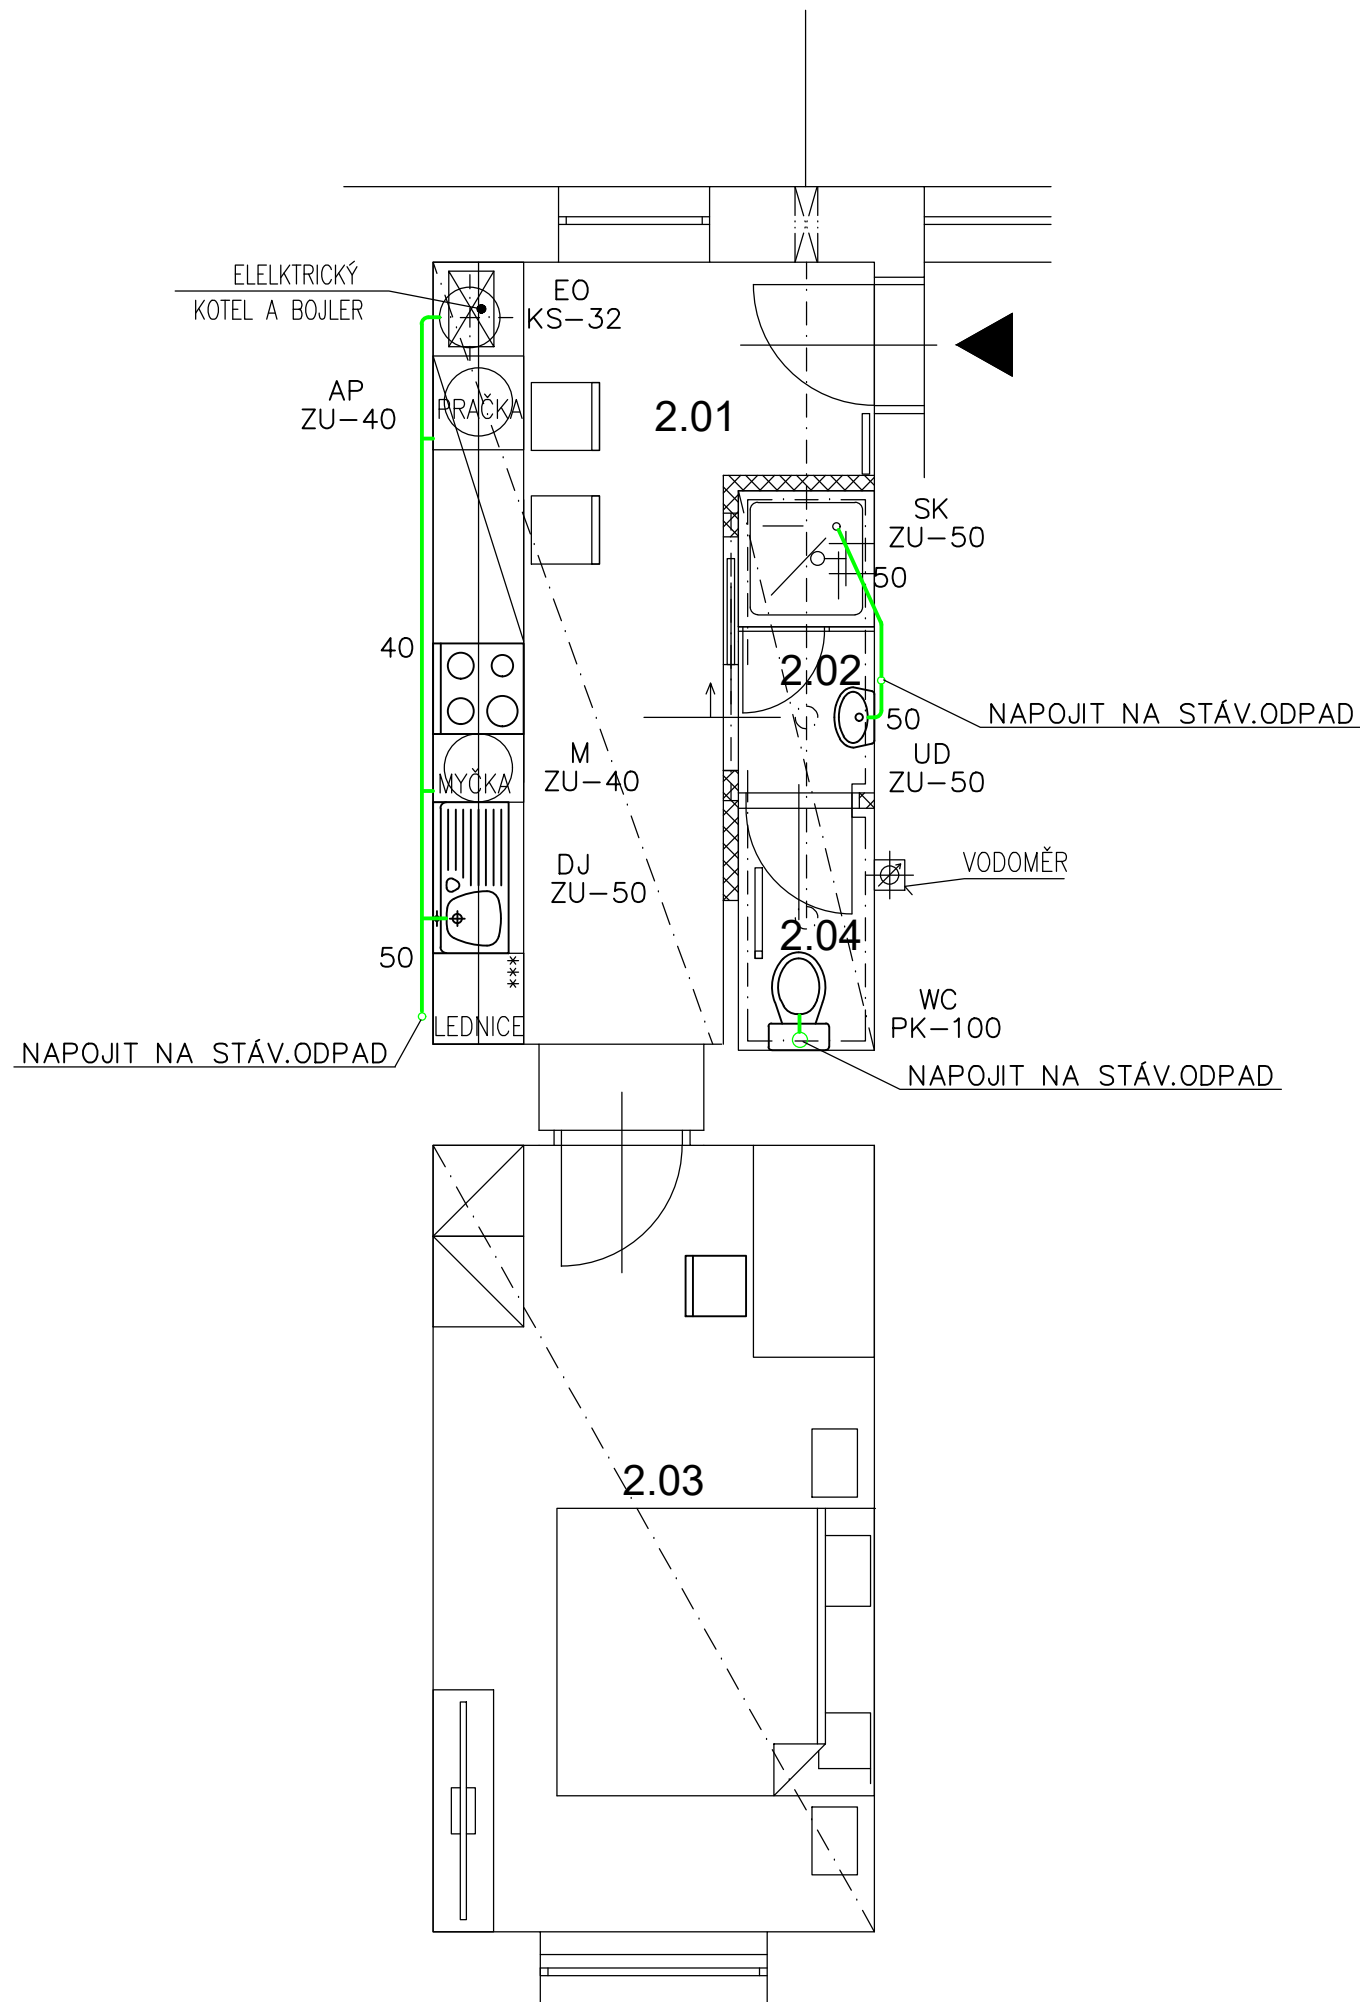 ELELKTRICKÝ
KOTEL A BOJLER
EO
KS-32
AP
ZU-40
PRAČKA
2.01
SK
ZU-50
50
40
2.02
50
NAPOJIT NA STÁV.ODPAD
M
ZU-40
UD
ZU-50
MYČKA
DJ
ZU-50
VODOMĚR
2.04
50
***
WC
PK-100
LEDNICE
NAPOJIT NA STÁV.ODPAD
NAPOJIT NA STÁV.ODPAD
2.03